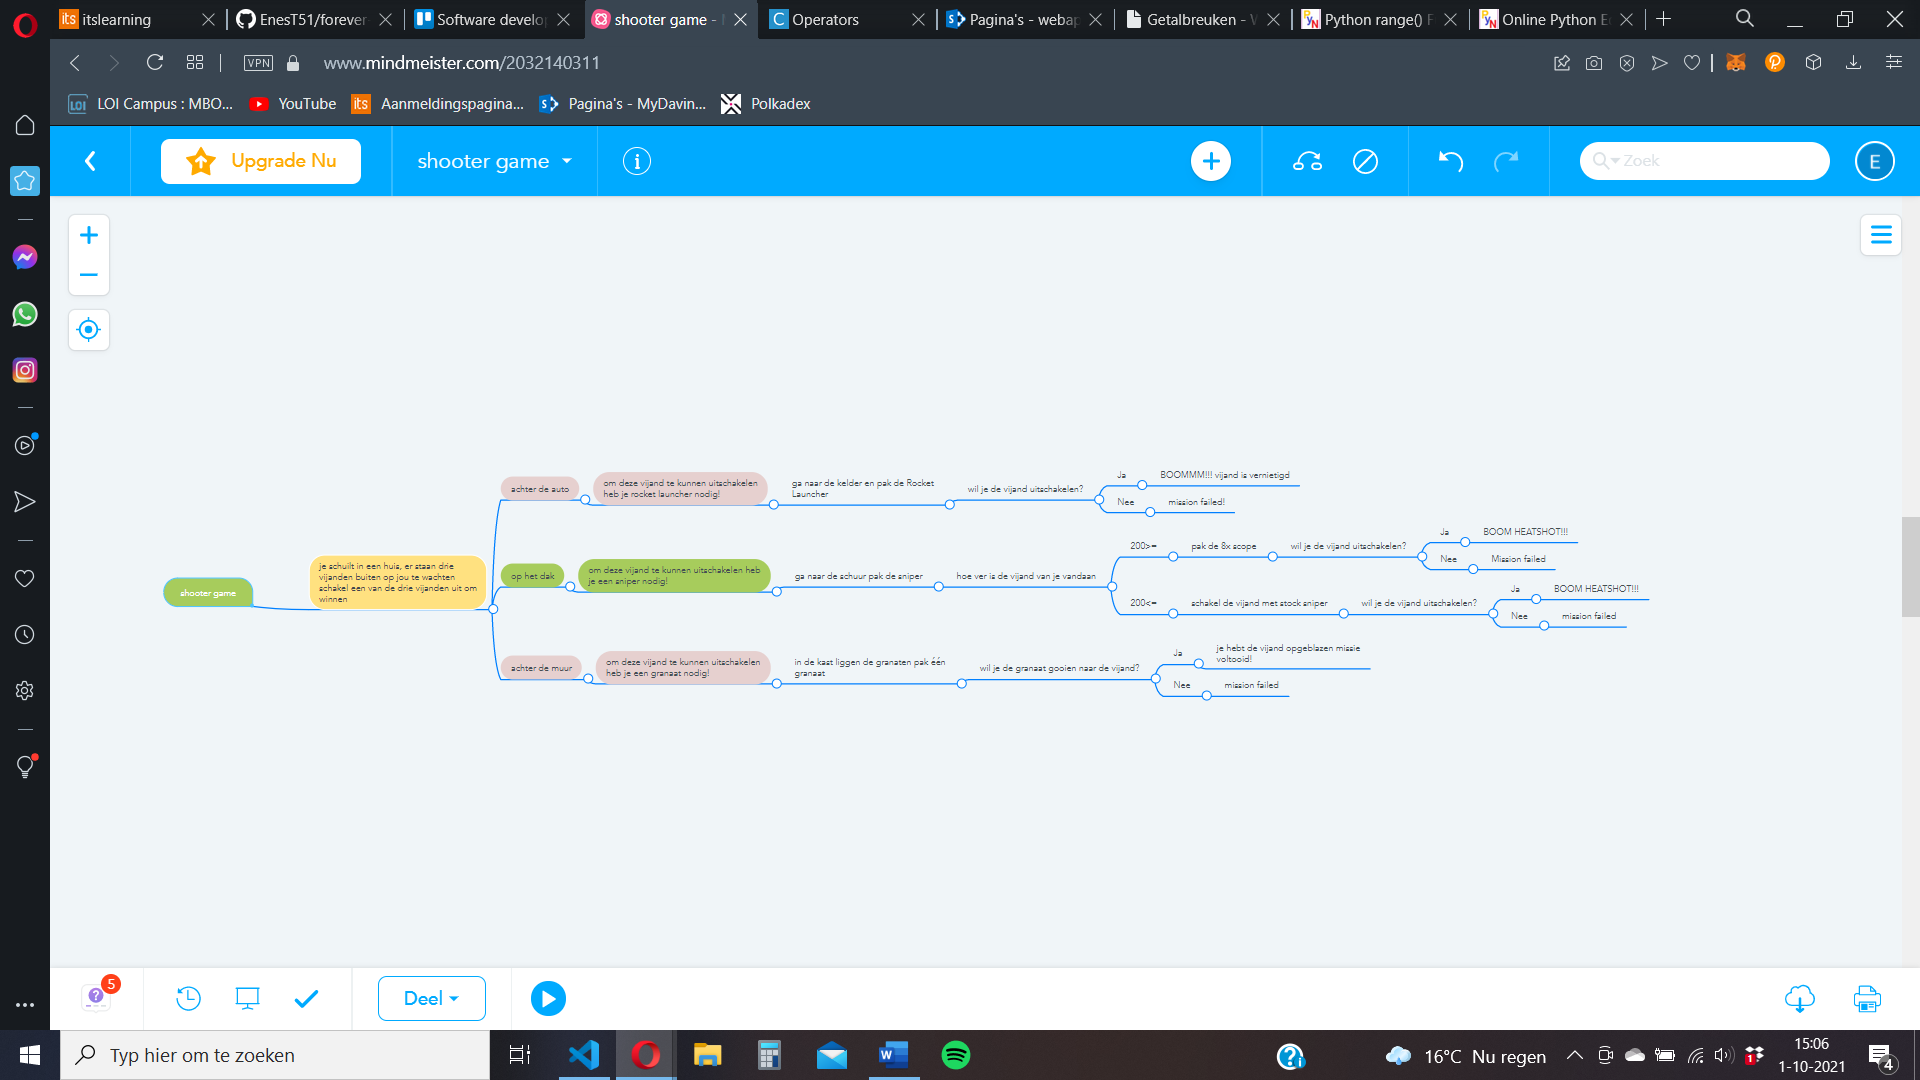 itslearning
EnesT51/forever-
Software develop
shooter game -
Operators
Pagina's - webap
Getalbreuken - W
Python range() F
Online Python E
VPN
www.mindmeister.com/2032140311
LOI Campus : MBO...
YouTube
Aanmeldingspagina...
Pagina's - MyDavin...
Polkadex
Upgrade Nu
shooter game
Zoek
E
shooter game
je schuilt in een huis, er staan drie
vijanden buiten op jou te wachten
schakel een van de drie vijanden uit om
winnen
achter de auto
om deze vijand te kunnen uitschakelen
heb je rocket launcher nodig!
ga naar de kelder en pak de Rocket
Launcher
wil je de vijand uitschakelen?
Ja
BOOMMM!!! vijand is vernietigd
Nee
mission failed!
op het dak
om deze vijand te kunnen uitschakelen heb
je een sniper nodig!
ga naar de schuur pak de sniper
hoe ver is de vijand van je vandaan
200>=
pak de 8x scope
wil je de vijand uitschakelen?
Ja
BOOM HEATSHOT!!!
Nee
Mission failed
200<=
schakel de vijand met stock sniper
wil je de vijand uitschakelen?
Ja
BOOM HEATSHOT!!!
Nee
mission failed
achter de muur
om deze vijand te kunnen uitschakelen
heb je een granaat nodig!
in de kast liggen de granaten pak één
granaat
wil je de granaat gooien naar de vijand?
Ja
je hebt de vijand opgeblazen missie
voltooid!
Nee
mission failed
5
Deel
Typ hier om te zoeken
16°C Nu regen
15:06
1-10-2021
4